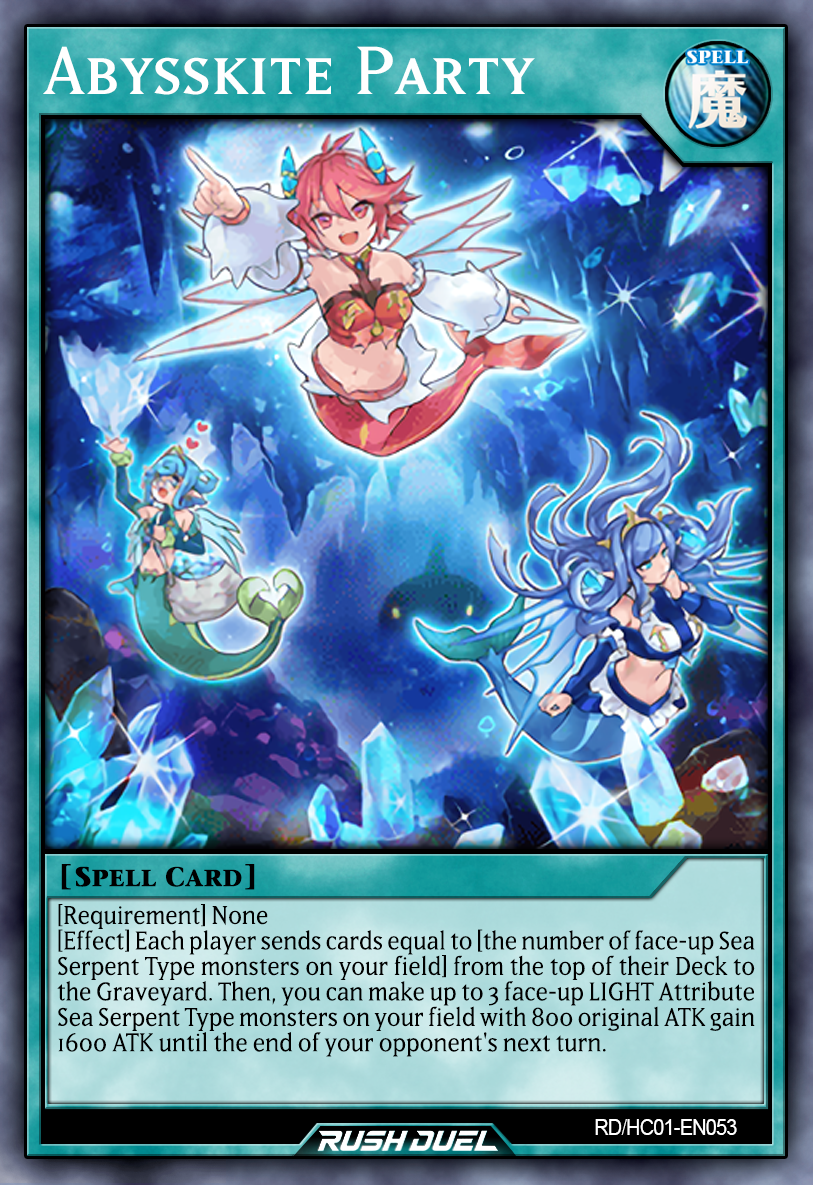 Abysskite Party
SPELL
魔
[Spell Card]
[Requirement] None
[Effect] Each player sends cards equal to [the number of face-up Sea
Serpent Type monsters on your field] from the top of their Deck to
the Graveyard. Then, you can make up to 3 face-up LIGHT Attribute
Sea Serpent Type monsters on your field with 800 original ATK gain
1600 ATK until the end of your opponent's next turn.
RD/HC01-EN053
RUSH DUEL